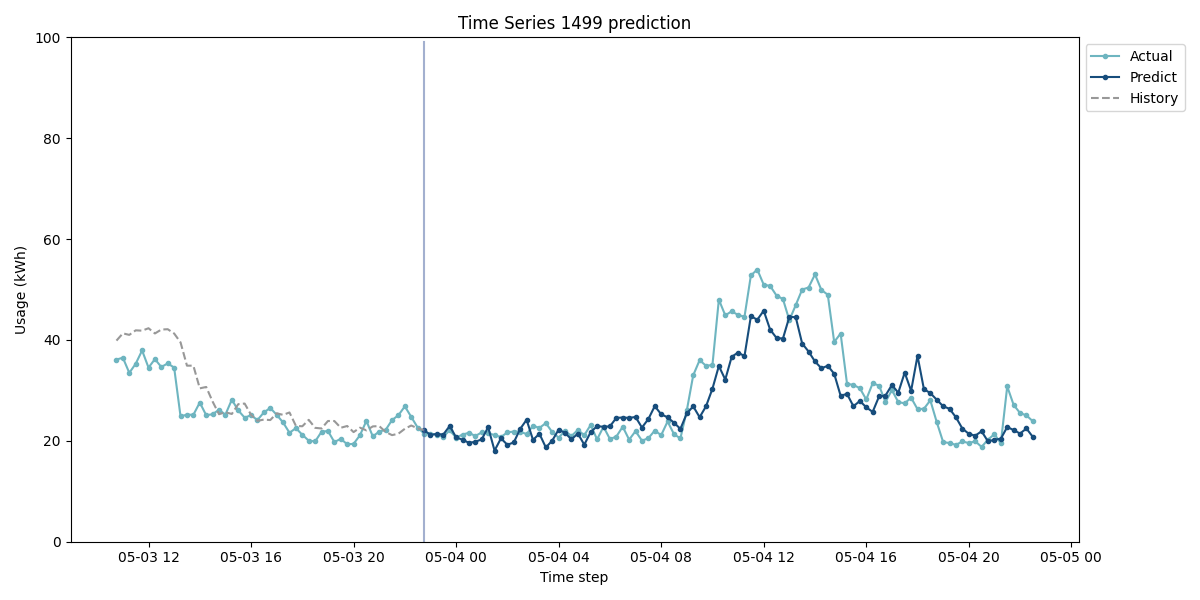 Time Series 1499 prediction
100
80
60
40
20
0
Usage (kWh)
05-03 12
05-03 16
05-03 20
05-04 00
05-04 04
05-04 08
05-04 12
05-04 16
05-04 20
05-05 00
Time step
Actual
Predict
History